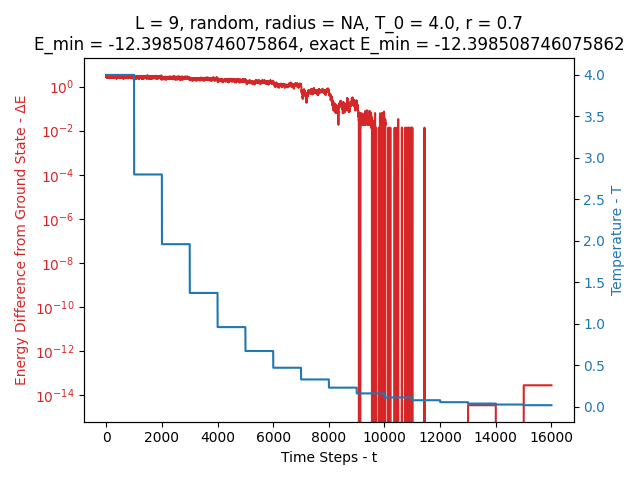 L = 9, random, radius = NA, T_0 = 4.0, r = 0.7
E_min = -12.398508746075864, exact E_min = -12.398508746075862
Energy Difference from Ground State - ΔE
10⁰
10⁻²
10⁻⁴
10⁻⁶
10⁻⁸
10⁻¹⁰
10⁻¹²
10⁻¹⁴
4.0
3.5
3.0
2.5
2.0
1.5
1.0
0.5
0.0
Temperature - T
0 2000 4000 6000 8000 10000 12000 14000 16000
Time Steps - t